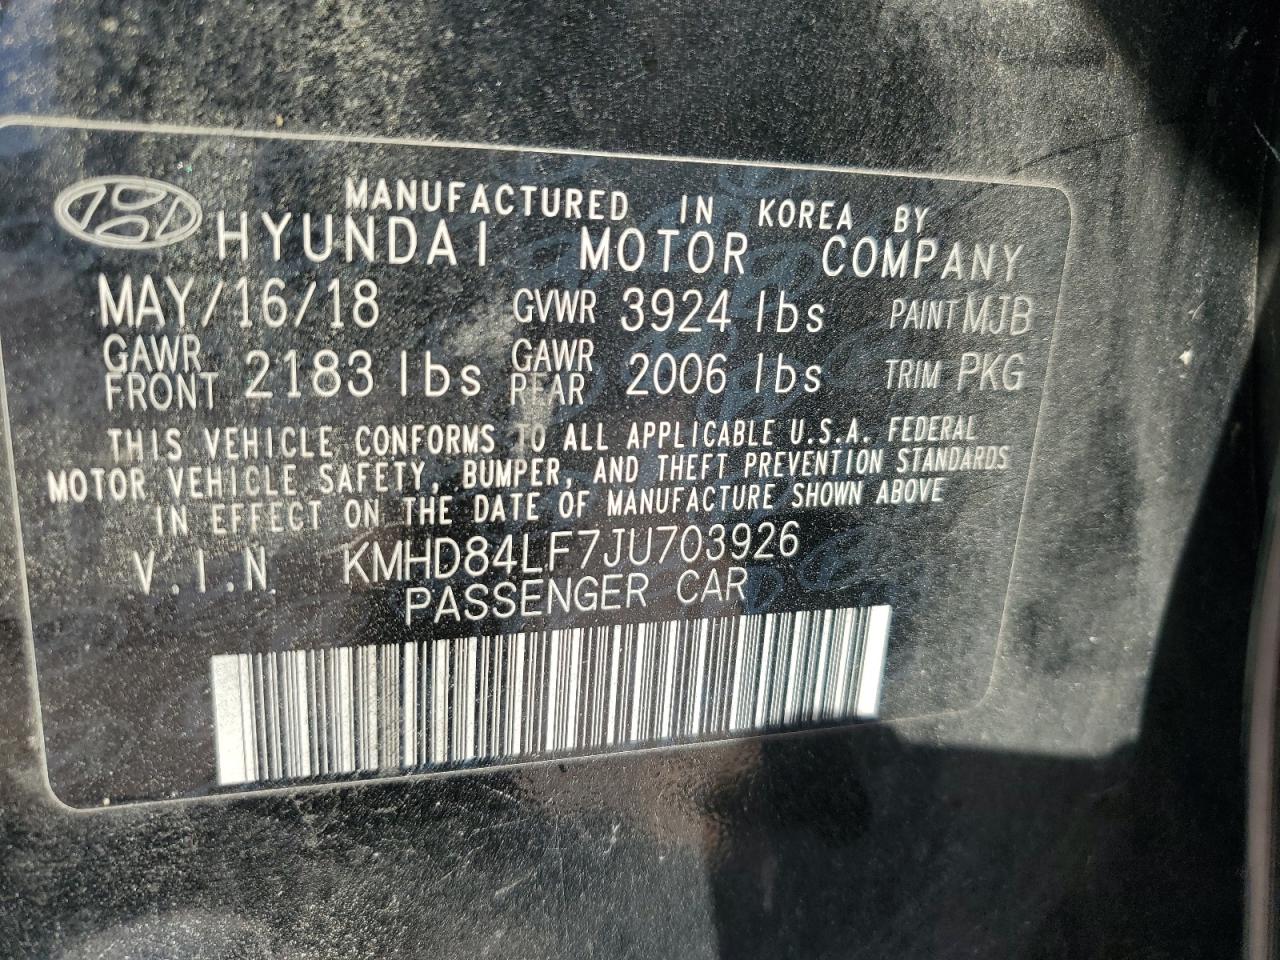 MANUFACTURED IN KOREA BY
HYUNDAI MOTOR COMPANY
MAY/16/18 GVWR 3924 lbs PAINT MJB
GAWR FRONT 2183 lbs GAWR REAR 2006 lbs TRIM PKG
THIS VEHICLE CONFORMS TO ALL APPLICABLE U.S.A. FEDERAL
MOTOR VEHICLE SAFETY, BUMPER, AND THEFT PREVENTION STANDARDS
IN EFFECT ON THE DATE OF MANUFACTURE SHOWN ABOVE
V.I.N KMHD84LF7JU703926
PASSENGER CAR